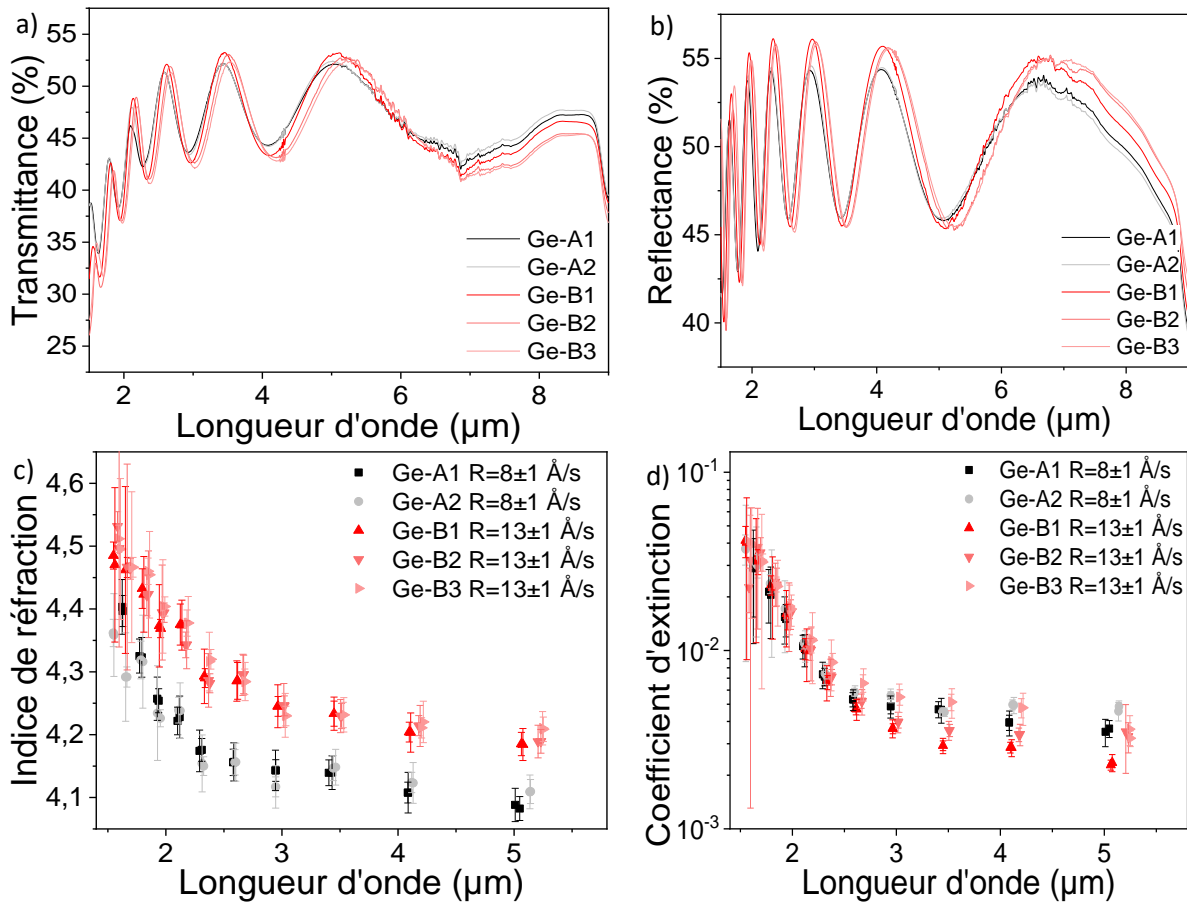 a)
Transmittance (%)
55
50
45
40
35
30
25
Ge-A1
Ge-A2
Ge-B1
Ge-B2
Ge-B3
2 4 6 8
Longueur d'onde (µm)
b)
Reflectance (%)
55
50
45
40
Ge-A1
Ge-A2
Ge-B1
Ge-B2
Ge-B3
2 4 6 8
Longueur d'onde (µm)
c)
Indice de réfraction
4,6
4,5
4,4
4,3
4,2
4,1
Ge-A1 R=8±1 Å/s
Ge-A2 R=8±1 Å/s
Ge-B1 R=13±1 Å/s
Ge-B2 R=13±1 Å/s
Ge-B3 R=13±1 Å/s
2 3 4 5
Longueur d'onde (µm)
d)
Coefficient d'extinction
10⁻¹
10⁻²
10⁻³
Ge-A1 R=8±1 Å/s
Ge-A2 R=8±1 Å/s
Ge-B1 R=13±1 Å/s
Ge-B2 R=13±1 Å/s
Ge-B3 R=13±1 Å/s
2 3 4 5
Longueur d'onde (µm)